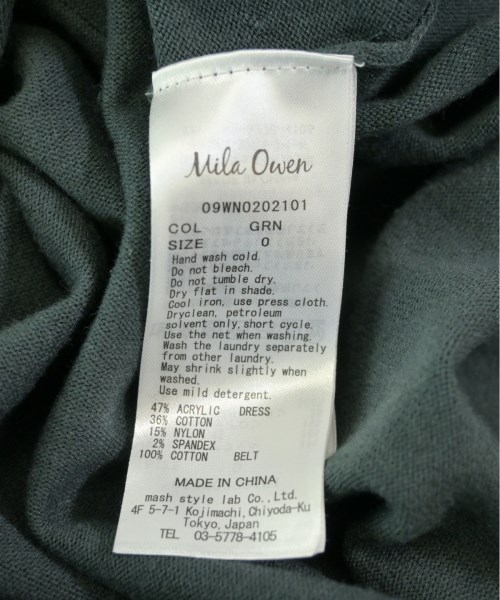 Mila Owen
09WN0202101
COL GRN
SIZE 0
Hand wash cold.
Do not bleach.
Do not tumble dry.
Dry flat in shade.
Cool iron, use press cloth.
Dryclean, petroleum
solvent only, short cycle.
Use the net when washing.
Wash the laundry separately
from other laundry.
May shrink slightly when
washed.
Use mild detergent.
47% ACRYLIC DRESS
36% COTTON
15% NYLON
2% SPANDEX
100% COTTON BELT
MADE IN CHINA
mash style lab Co., Ltd.
4F 5-7-1 Kojimachi, Chiyoda-Ku
Tokyo, Japan
TEL 03-5778-4105